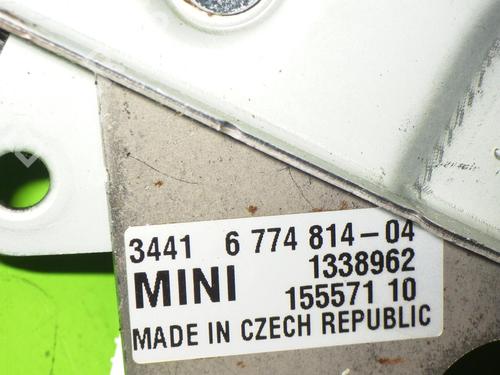 3441 6 774 814-04
MINI 1338962
155571 10
MADE IN CZECH REPUBLIC